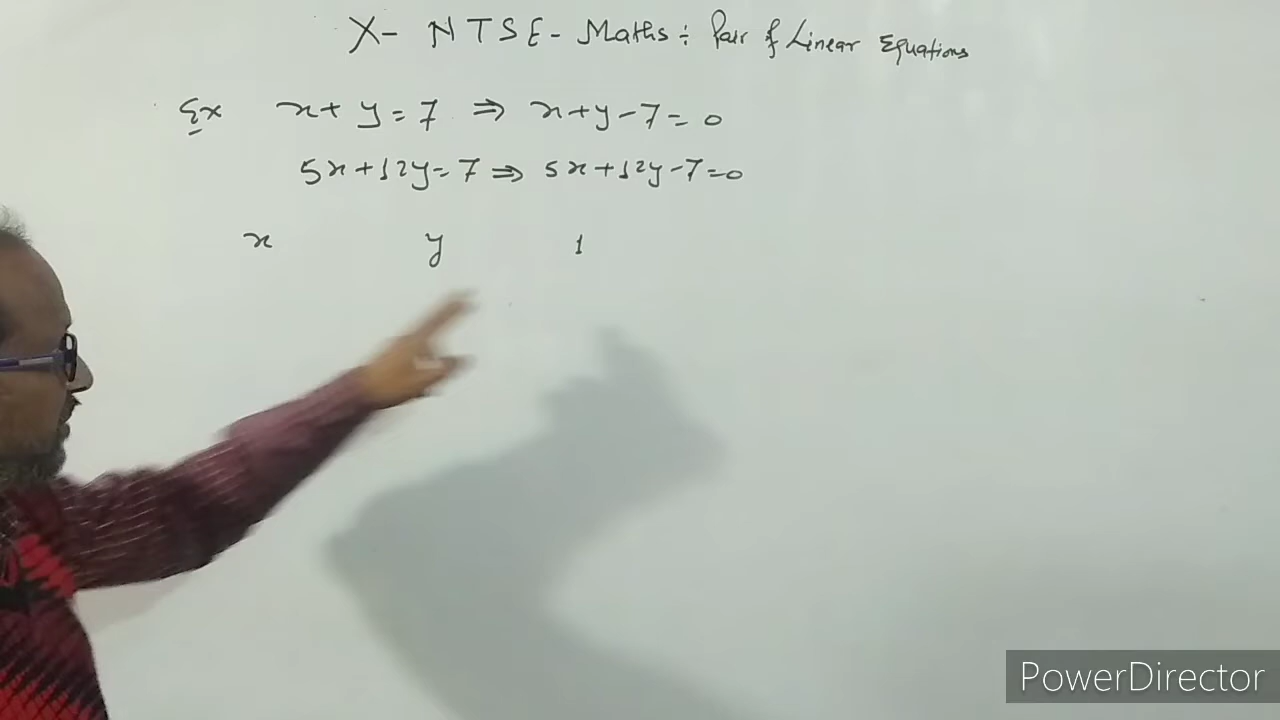 X- NTSE - Maths ÷ Pair of Linear Equations
Ex x + y = 7 ⇒ x + y - 7 = 0
5x + 12y = 7 ⇒ 5x + 12y - 7 = 0
x y 1
PowerDirector